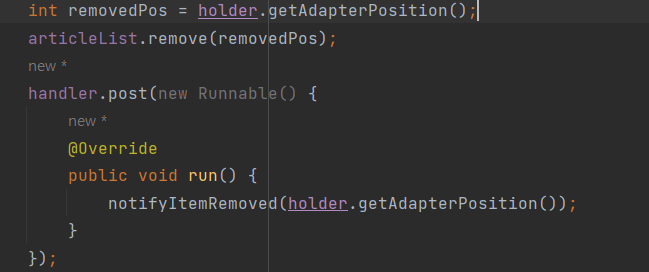 int removedPos = holder.getAdapterPosition();
articleList.remove(removedPos);
new *
handler.post(new Runnable() {
new *
@Override
public void run() {
notifyItemRemoved(holder.getAdapterPosition());
}
});